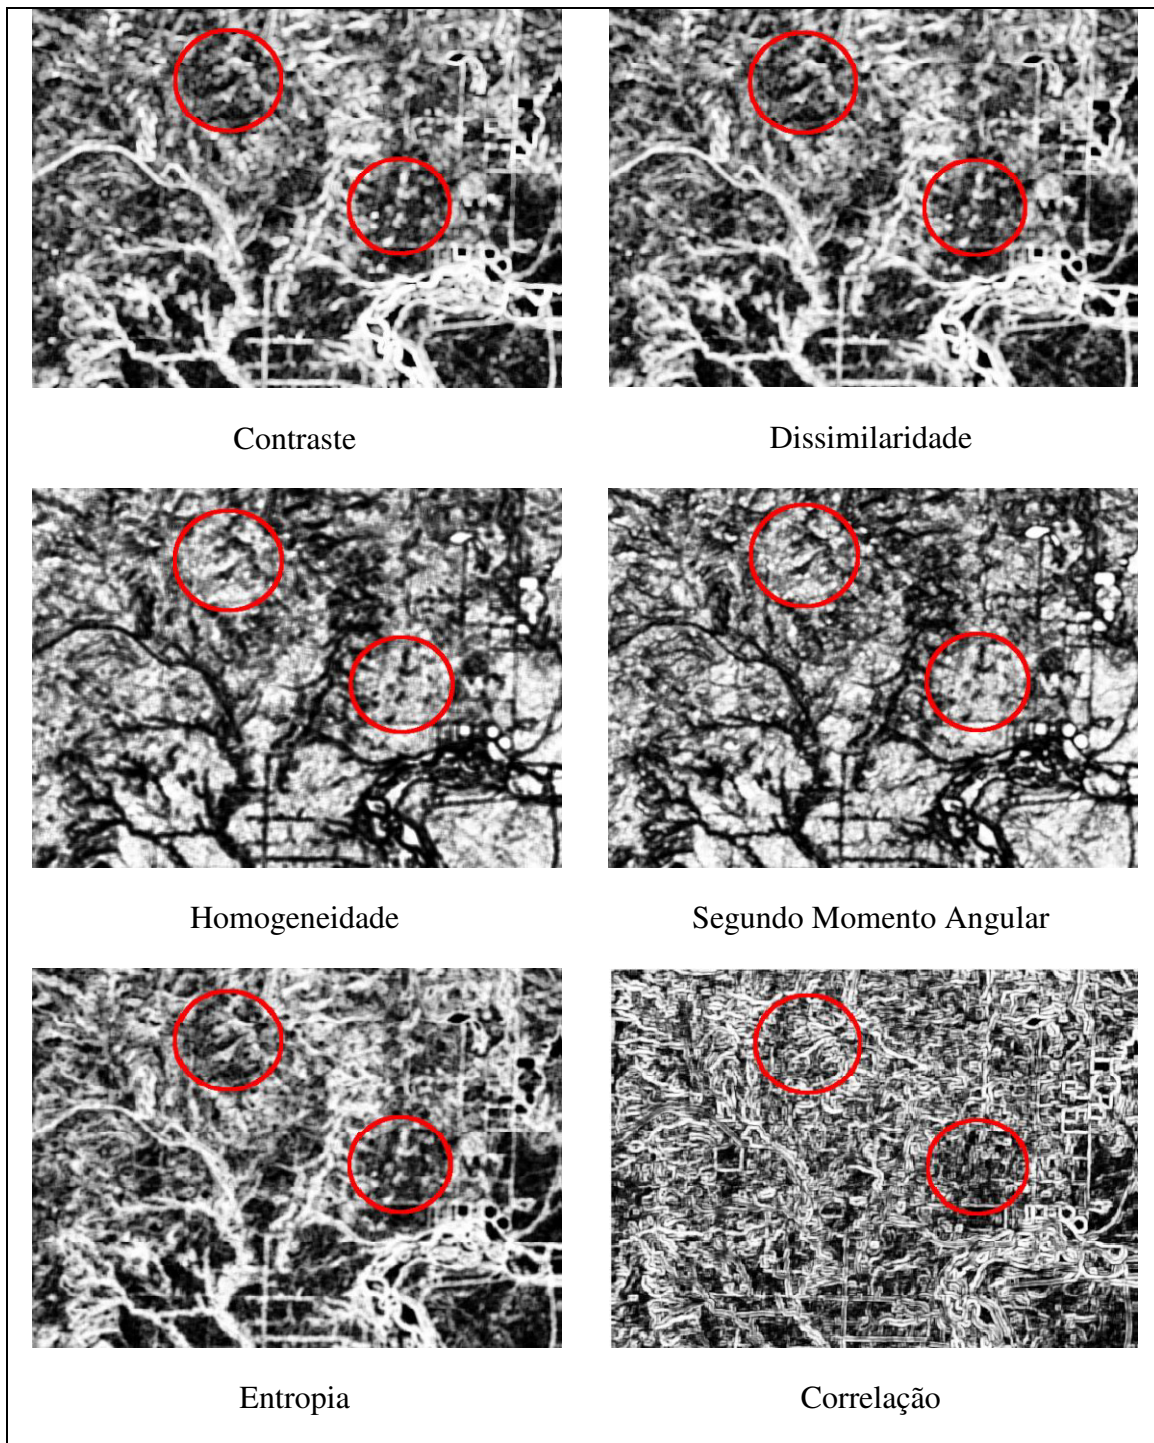 Contraste
Dissimilaridade
Homogeneidade
Segundo Momento Angular
Entropia
Correlação